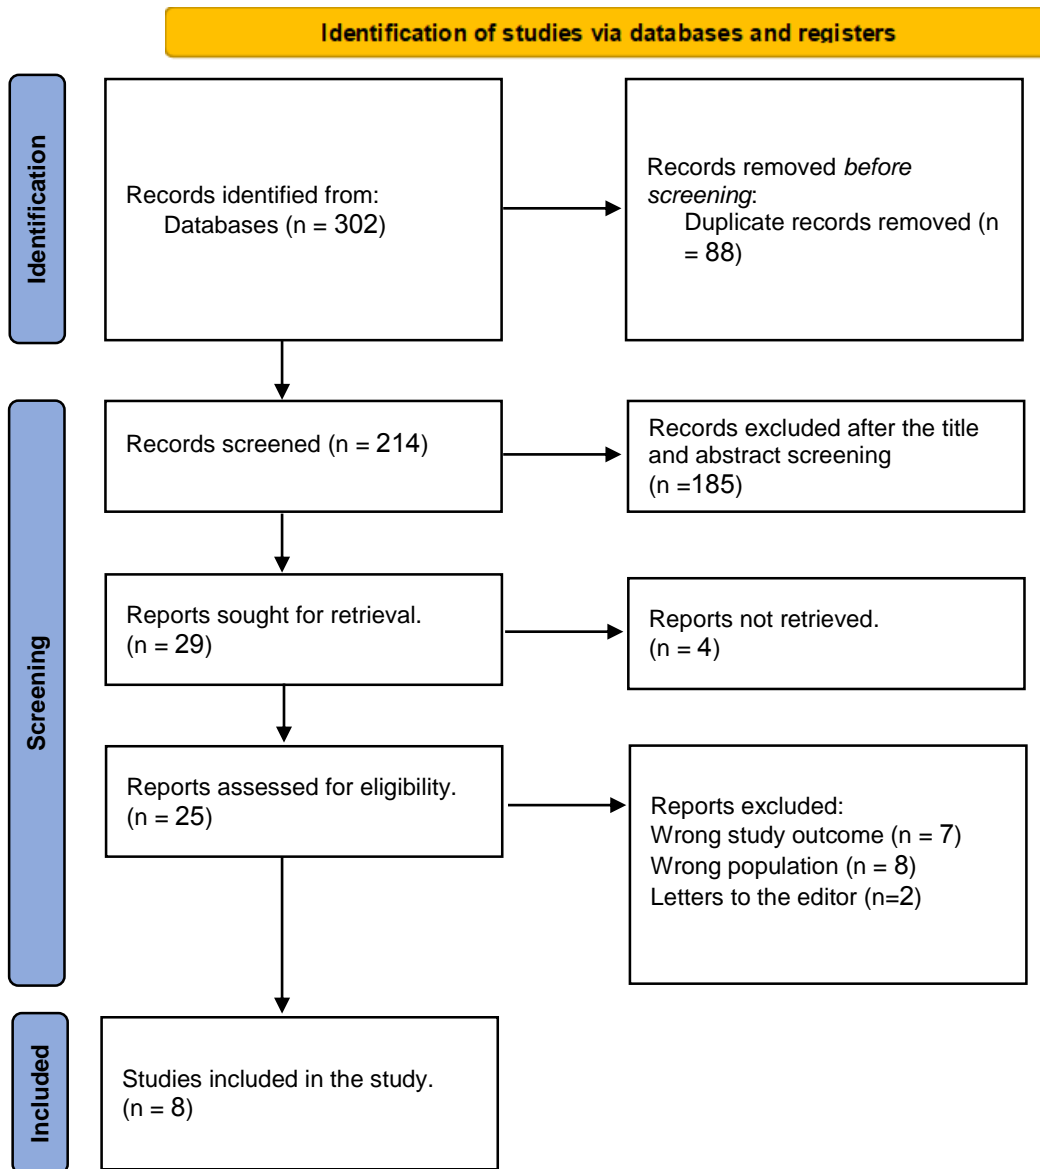 Identification of studies via databases and registers
Identification
Records identified from:
Databases (n = 302)
Records removed before
screening:
Duplicate records removed (n
= 88)
Screening
Records screened (n = 214)
Records excluded after the title
and abstract screening
(n =185)
Reports sought for retrieval.
(n = 29)
Reports not retrieved.
(n = 4)
Reports assessed for eligibility.
(n = 25)
Reports excluded:
Wrong study outcome (n = 7)
Wrong population (n = 8)
Letters to the editor (n=2)
Included
Studies included in the study.
(n = 8)